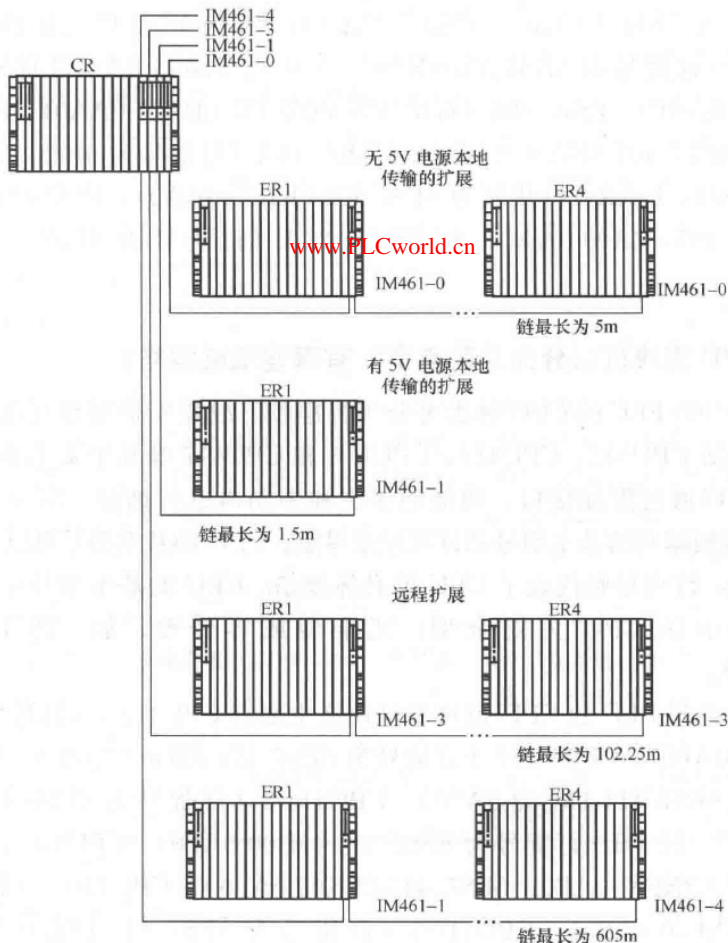 IM461-4
IM461-3
IM461-1
IM461-0
CR
无 5V 电源本地
传输的扩展
ER1
ER4
www.PLCworld.cn
IM461-0
IM461-0
链最长为 5m
有 5V 电源本地
传输的扩展
ER1
IM461-1
链最长为 1.5m
远程扩展
ER1
ER4
IM461-3
IM461-3
链最长为 102.25m
ER1
ER4
IM461-1
IM461-4
链最长为 605m